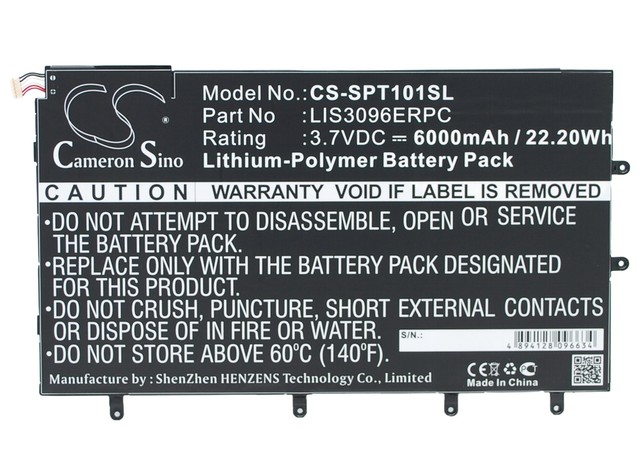 CS
Cameron Sino
Model No.: CS-SPT101SL
Part No : LIS3096ERPC
Rating : 3.7VDC ⎓ 6000mAh / 22.20Wh
Lithium-Polymer Battery Pack
CAUTION WARRANTY VOID IF LABEL IS REMOVED
*DO NOT ATTEMPT TO DISASSEMBLE, OPEN OR SERVICE
THE BATTERY PACK.
*REPLACE ONLY WITH THE BATTERY PACK DESIGNATED
FOR THIS EQUIPMENT.
*DO NOT CRUSH, PUNCTURE, SHORT EXTERNAL CONTACTS
OR DISPOSE OF IN FIRE OR WATER.
*DO NOT STORE ABOVE 60°C (140°F).
Manufacture by : ShenZhen HENZENS Technology Co., Limited
S/N:
4894128096634
CE
Made In China